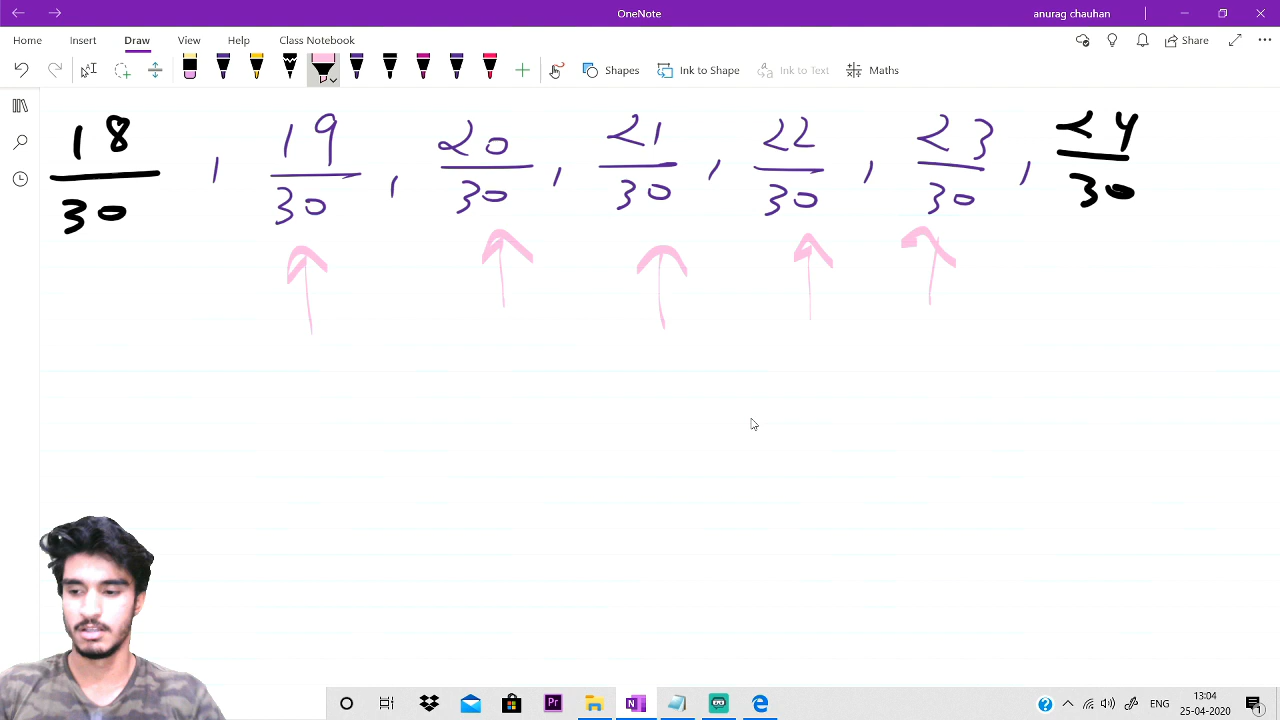 OneNote
anurag chauhan
Home Insert Draw View Help Class Notebook
Share
Shapes Ink to Shape Ink to Text Maths
18 , 19 , 20 , 21 , 22 , 23 , 24
30 30 30 30 30 30 30
Pr N
ENG
13:04
25-04-2020
1